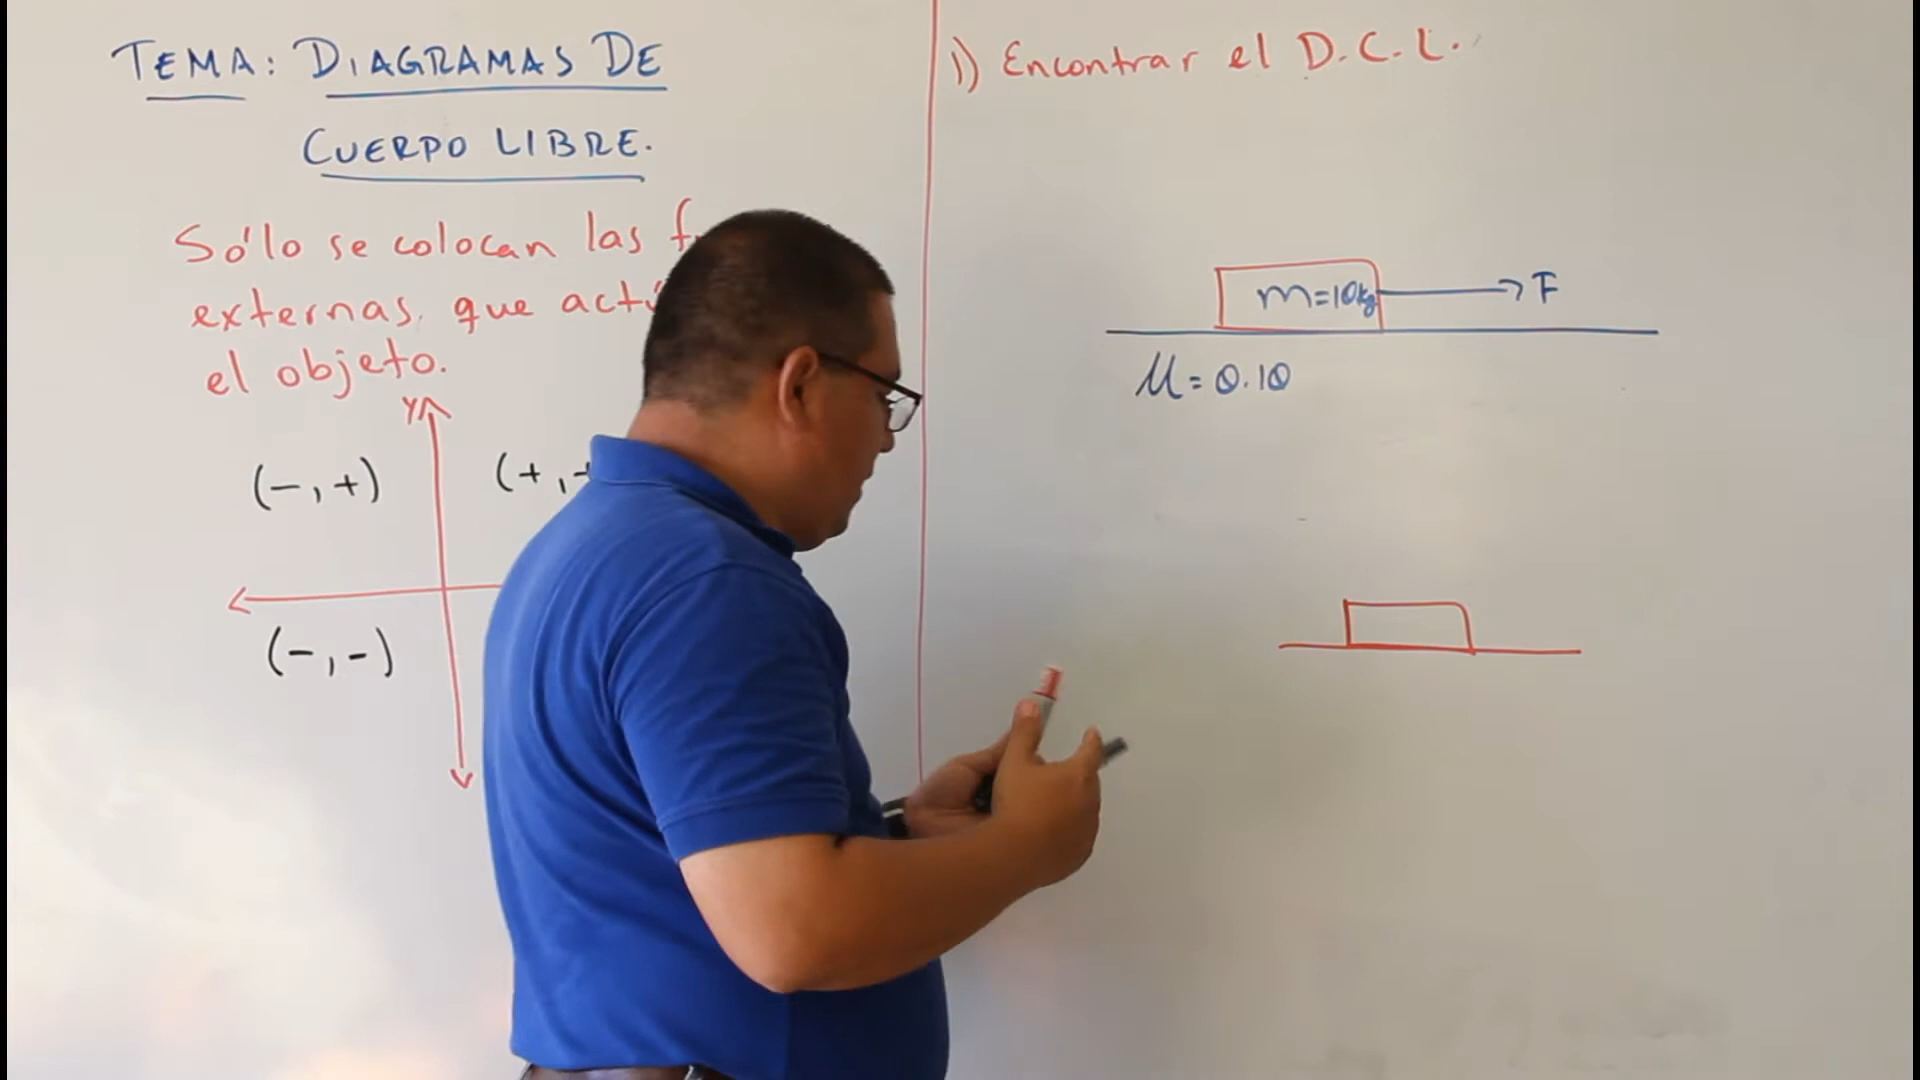 TEMA: DIAGRAMAS DE
CUERPO LIBRE.
Sólo se colocan las
externas, que
el objeto.
Y
(-,+)
(-,-)
1) Encontrar el D.C.L.
m=10kg
F
μ=0.10